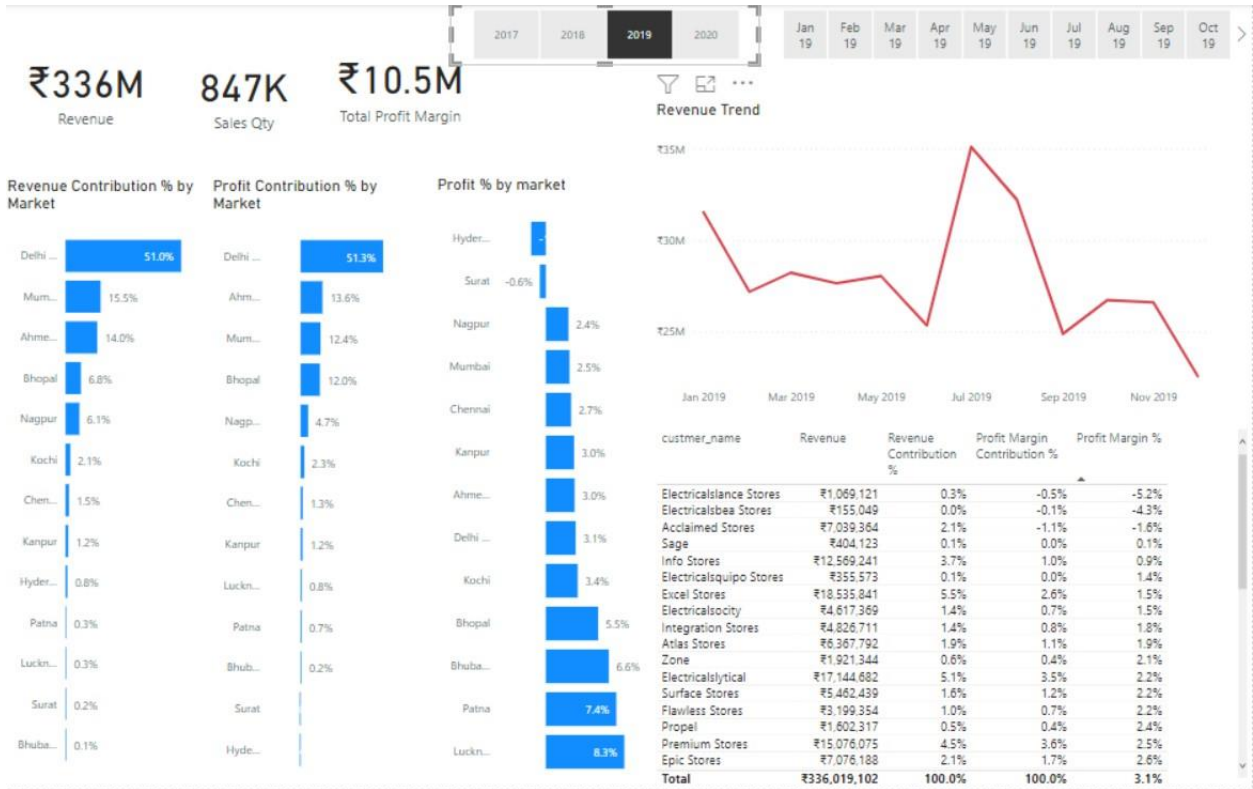 2017 2018 2019 2020
Jan 19 Feb 19 Mar 19 Apr 19 May 19 Jun 19 Jul 19 Aug 19 Sep 19 Oct 19
₹336M
Revenue
847K
Sales Qty
₹10.5M
Total Profit Margin
Revenue Contribution % by
Market
Delhi ... 51.0%
Mum... 15.5%
Ahme... 14.0%
Bhopal 6.8%
Nagpur 6.1%
Kochi 2.1%
Chen... 1.5%
Kanpur 1.2%
Hyder... 0.8%
Patna 0.3%
Luckn... 0.3%
Surat 0.2%
Bhuba... 0.1%
Profit Contribution % by
Market
Delhi ... 51.3%
Ahm... 13.6%
Mum... 12.4%
Bhopal 12.0%
Nagp... 4.7%
Kochi 2.3%
Chen... 1.3%
Kanpur 1.2%
Luckn... 0.8%
Patna 0.7%
Bhub... 0.2%
Surat
Hyde...
Profit % by market
Hyder...
Surat -0.6%
Nagpur 2.4%
Mumbai 2.5%
Chennai 2.7%
Kanpur 3.0%
Ahme... 3.0%
Delhi ... 3.1%
Kochi 3.4%
Bhopal 5.5%
Bhuba... 6.6%
Patna 7.4%
Luckn... 8.3%
Revenue Trend
₹35M
₹30M
₹25M
Jan 2019 Mar 2019 May 2019 Jul 2019 Sep 2019 Nov 2019
custmer_name Revenue Revenue Contribution % Profit Margin Contribution % Profit Margin %
Electricalslance Stores ₹1,069,121 0.3% -0.5% -5.2%
Electricalsbea Stores ₹155,049 0.0% -0.1% -4.3%
Acclaimed Stores ₹7,039,364 2.1% -1.1% -1.6%
Sage ₹404,123 0.1% 0.0% 0.1%
Info Stores ₹12,569,241 3.7% 1.0% 0.9%
Electricalsquipo Stores ₹355,573 0.1% 0.0% 1.4%
Excel Stores ₹18,535,841 5.5% 2.6% 1.5%
Electricalsocity ₹4,617,369 1.4% 0.7% 1.5%
Integration Stores ₹4,826,711 1.4% 0.8% 1.8%
Atlas Stores ₹6,367,792 1.9% 1.1% 1.9%
Zone ₹1,921,344 0.6% 0.4% 2.1%
Electricalslytical ₹17,144,682 5.1% 3.5% 2.2%
Surface Stores ₹5,462,439 1.6% 1.2% 2.2%
Flawless Stores ₹3,199,354 1.0% 0.7% 2.2%
Propel ₹1,602,317 0.5% 0.4% 2.4%
Premium Stores ₹15,076,075 4.5% 3.6% 2.5%
Epic Stores ₹7,076,188 2.1% 1.7% 2.6%
Total ₹336,019,102 100.0% 100.0% 3.1%